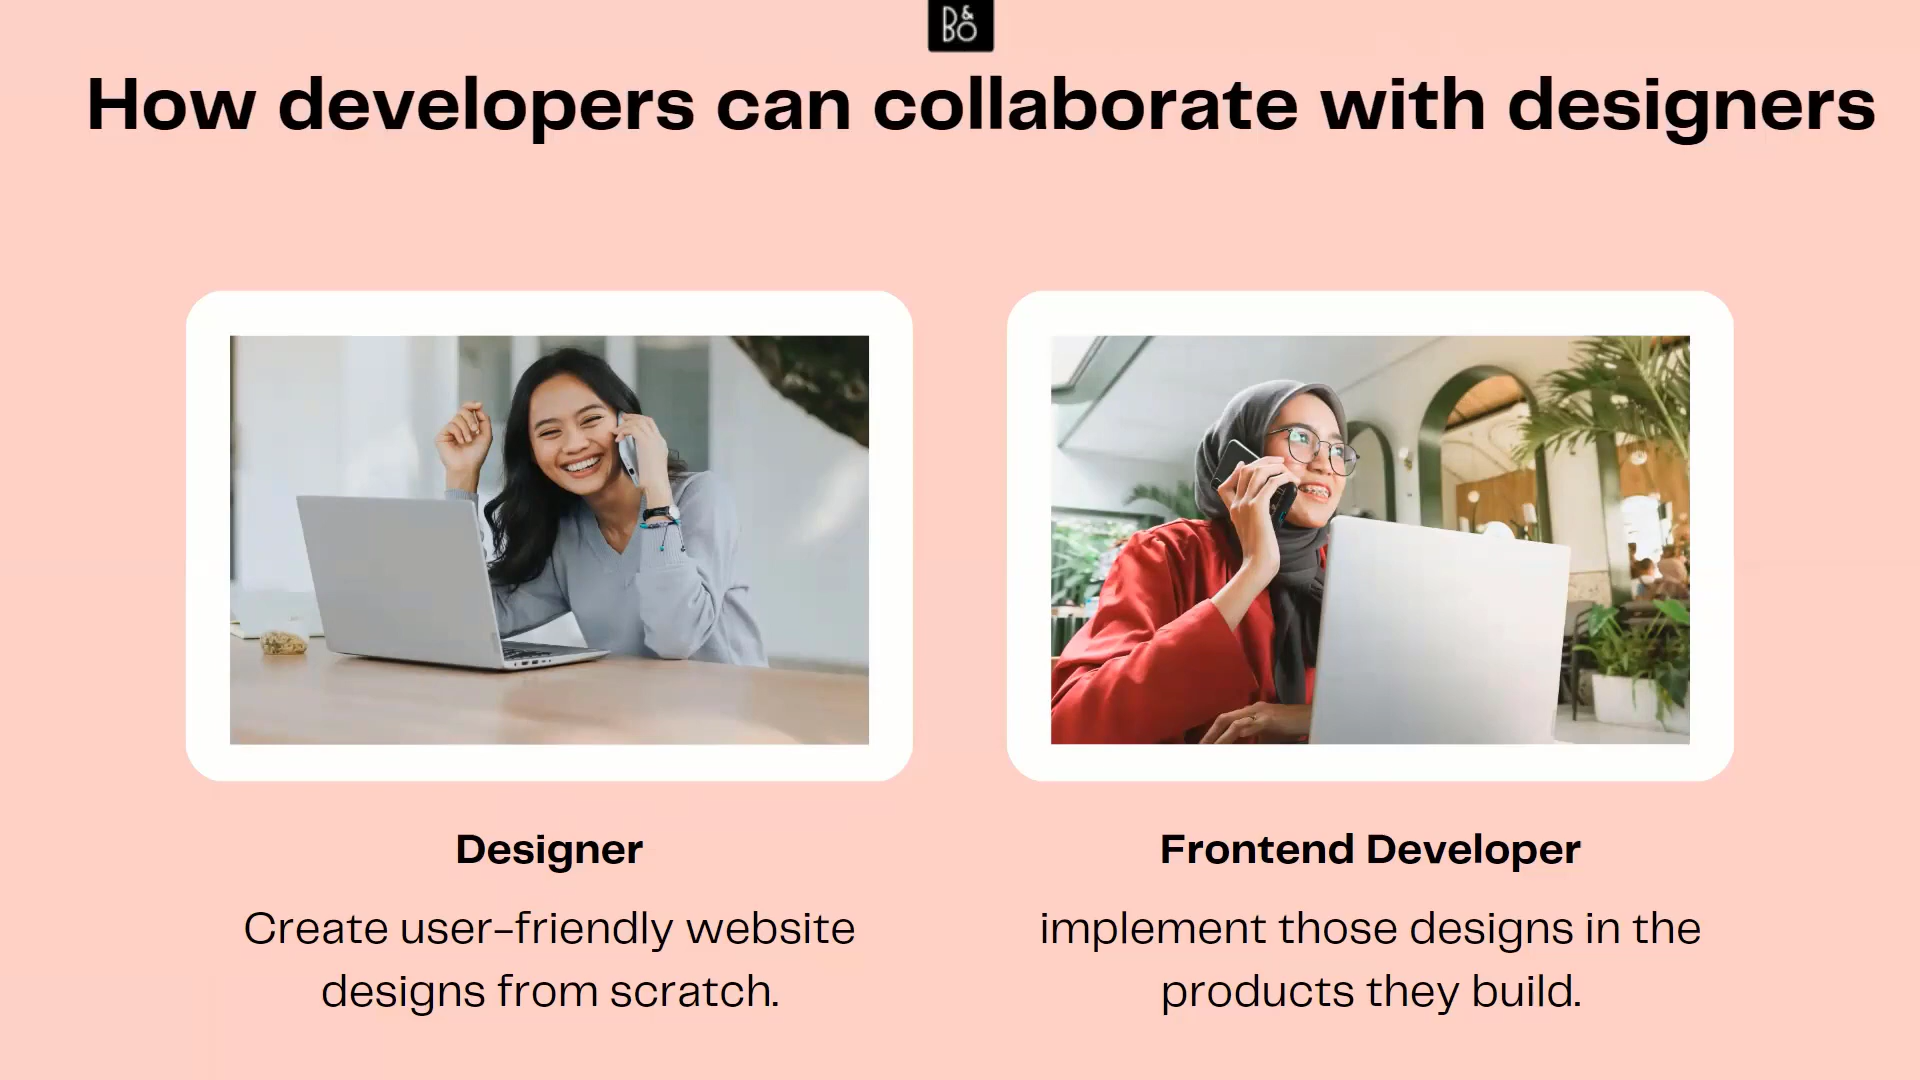 B&O
How developers can collaborate with designers
Designer
Frontend Developer
Create user-friendly website
designs from scratch.
implement those designs in the
products they build.